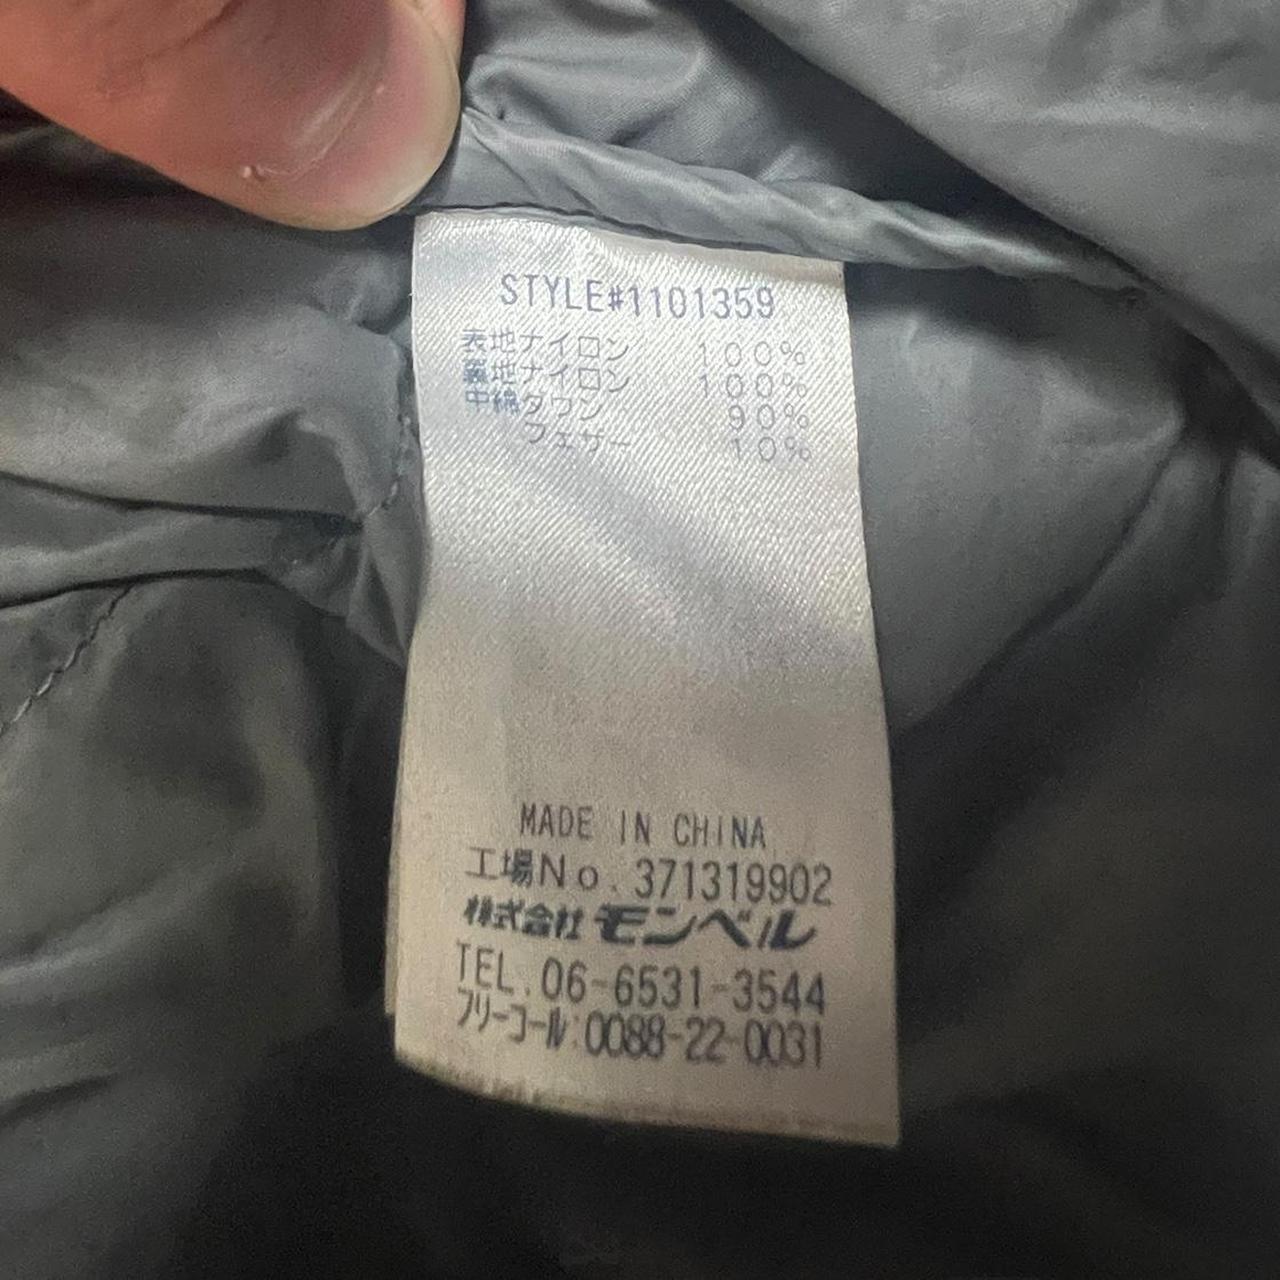 STYLE#1101359
表地ナイロン 100%
裏地ナイロン 100%
中綿ダウン 90%
フェザー 10%
MADE IN CHINA
工場No.371319902
株式会社モンベル
TEL.06-6531-3544
フリーコール:0088-22-0031